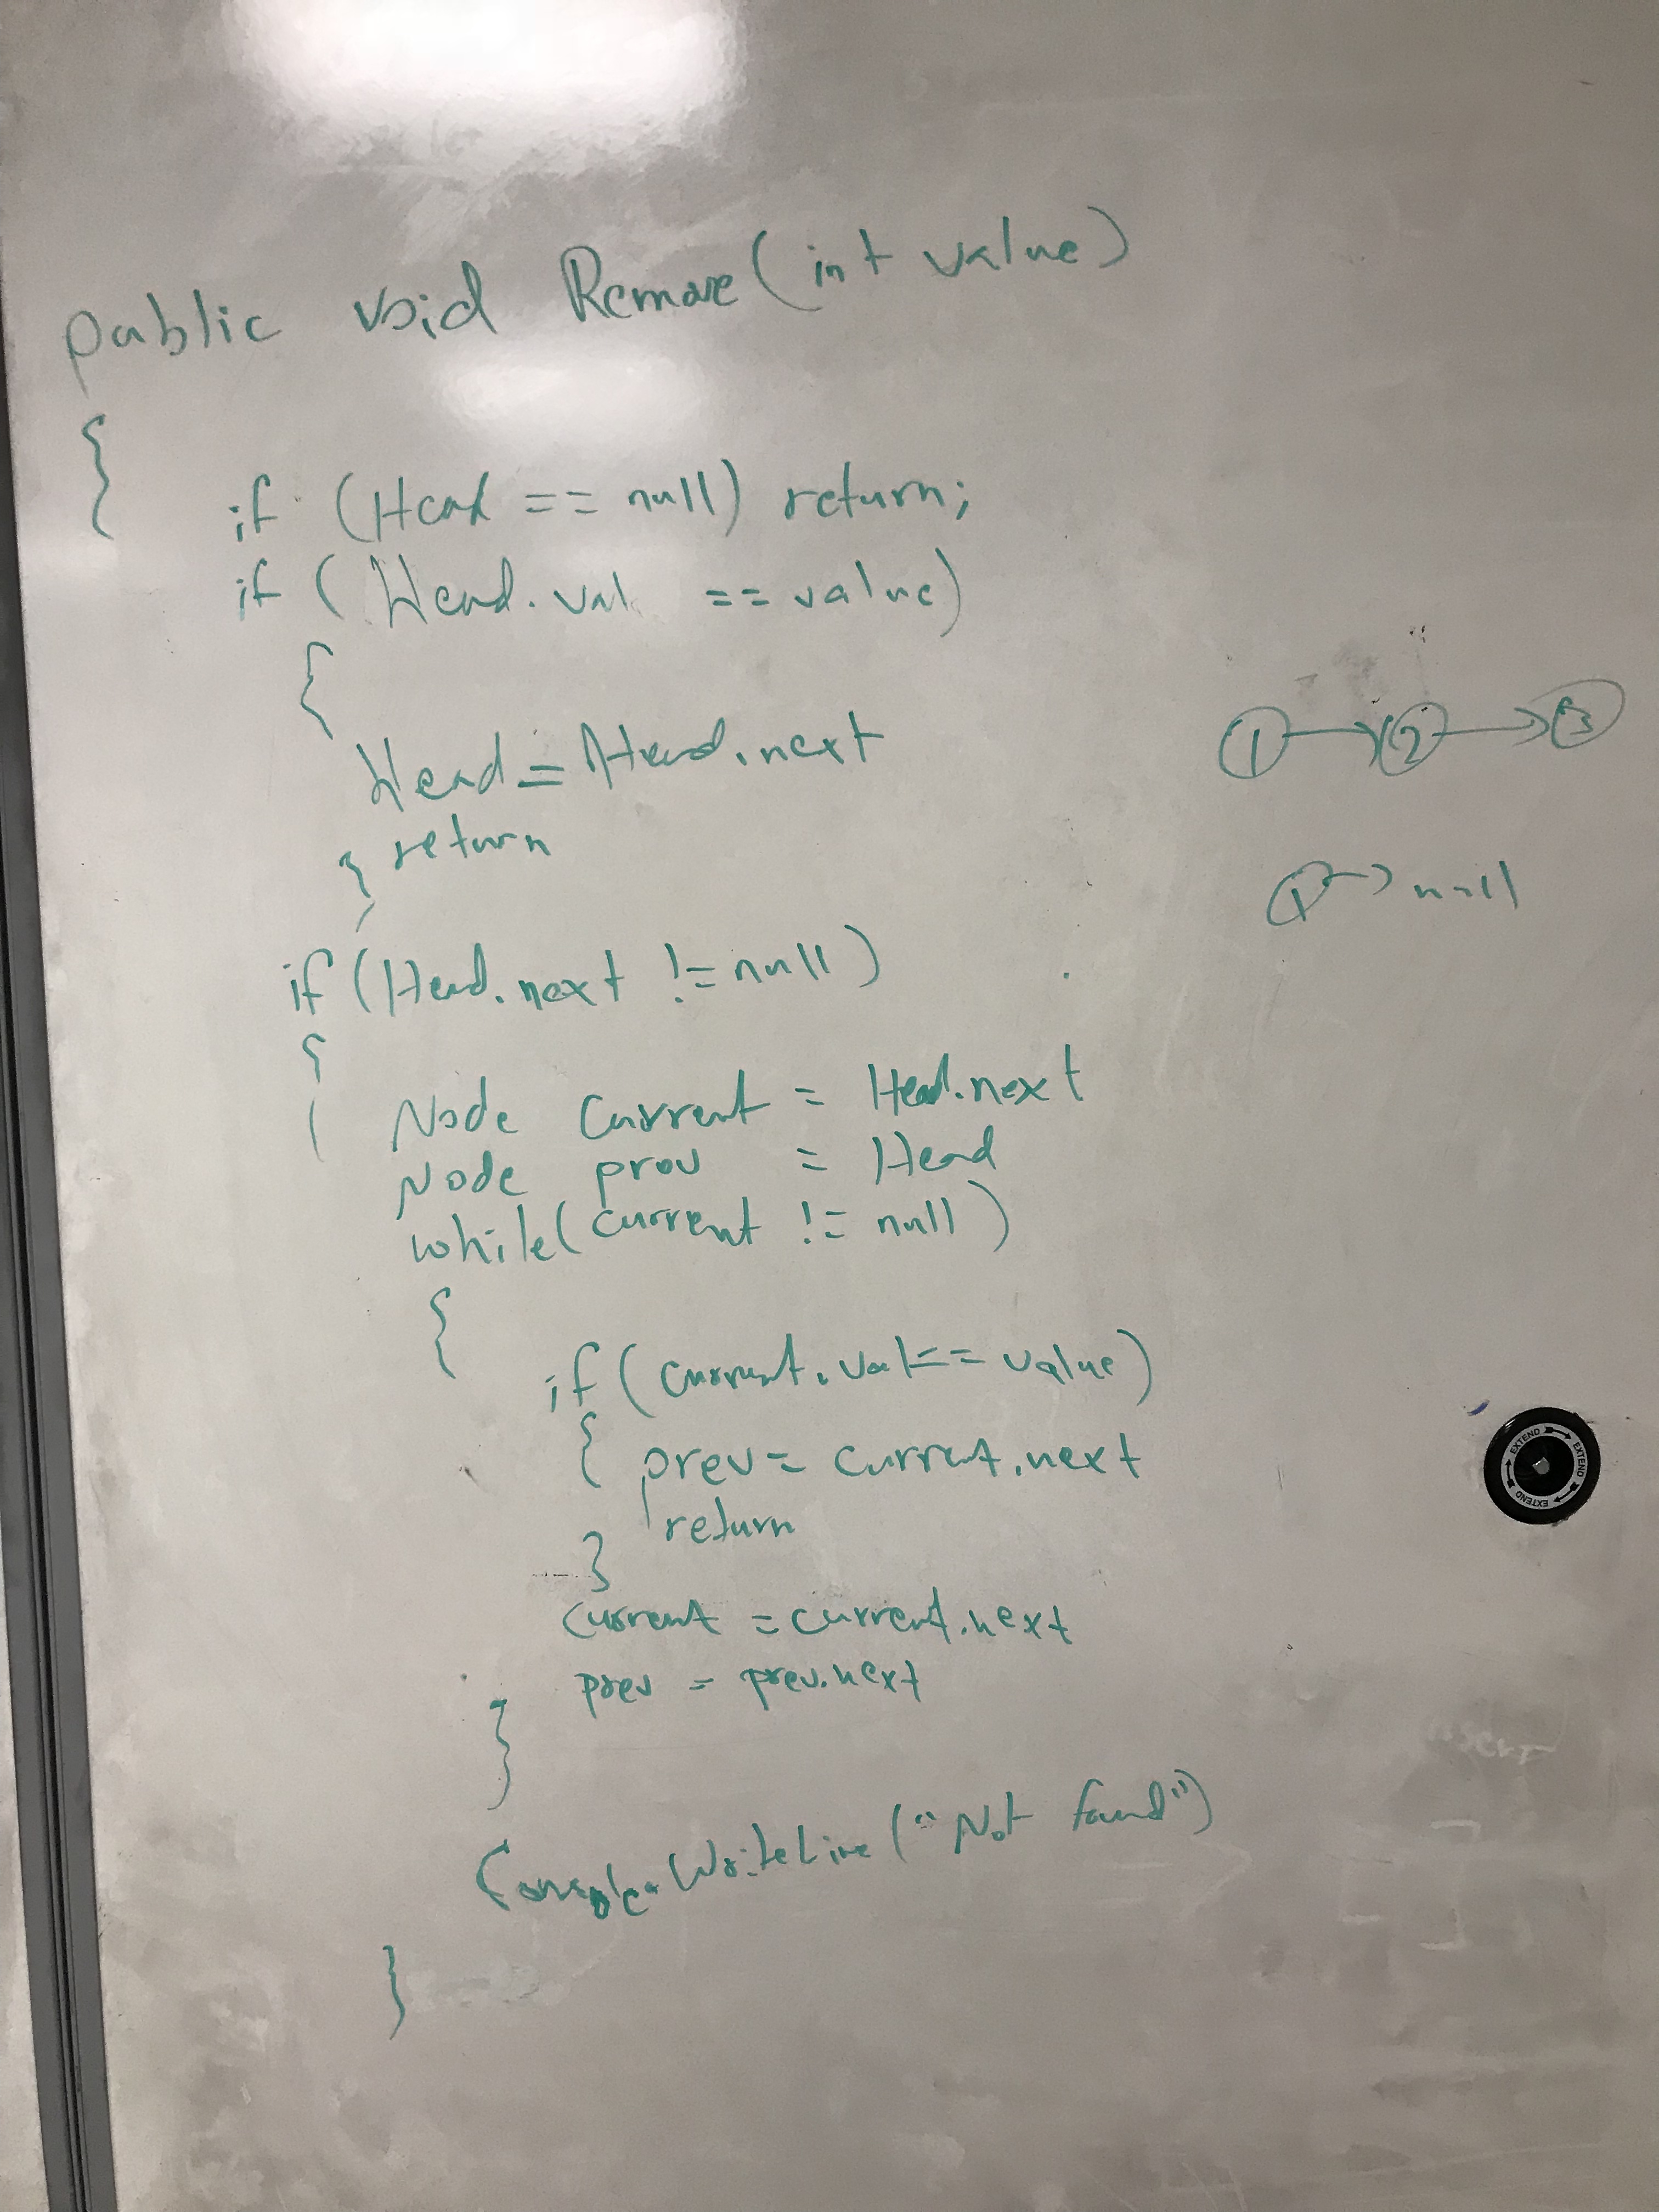 public void Remove(int value)
{
if (Head == null) return;
if (Head.val == value)
{
Head = Head.next
return
}
if (Head.next != null)
{
Node current = Head.next
Node prev = Head
while(current != null)
{
if (current.val == value)
{ prev = current.next
return
}
current = current.next
prev = prev.next
}
Console.WriteLine("Not found")
}
1 → 2 → 3
1 → null
EXTEND EXTEND EXTEND EXTEND